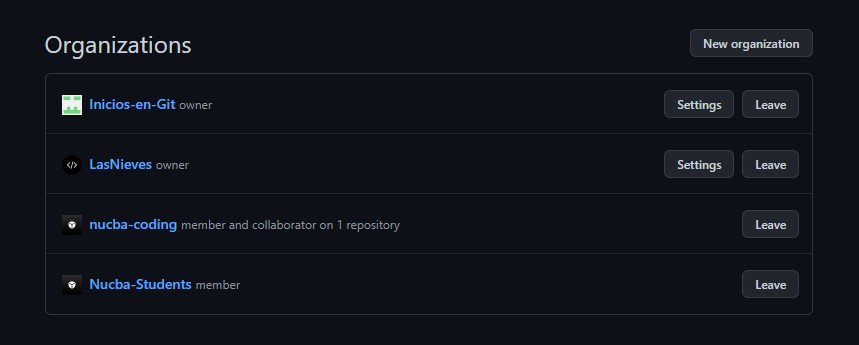 Organizations
New organization
Inicios-en-Git owner
Settings
Leave
LasNieves owner
Settings
Leave
nucba-coding member and collaborator on 1 repository
Leave
Nucba-Students member
Leave